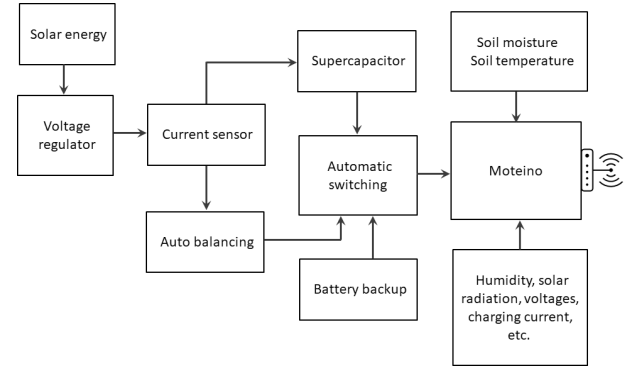 Solar energy
Voltage
regulator
Current sensor
Auto balancing
Supercapacitor
Automatic
switching
Battery backup
Soil moisture
Soil temperature
Moteino
Humidity, solar
radiation, voltages,
charging current,
etc.